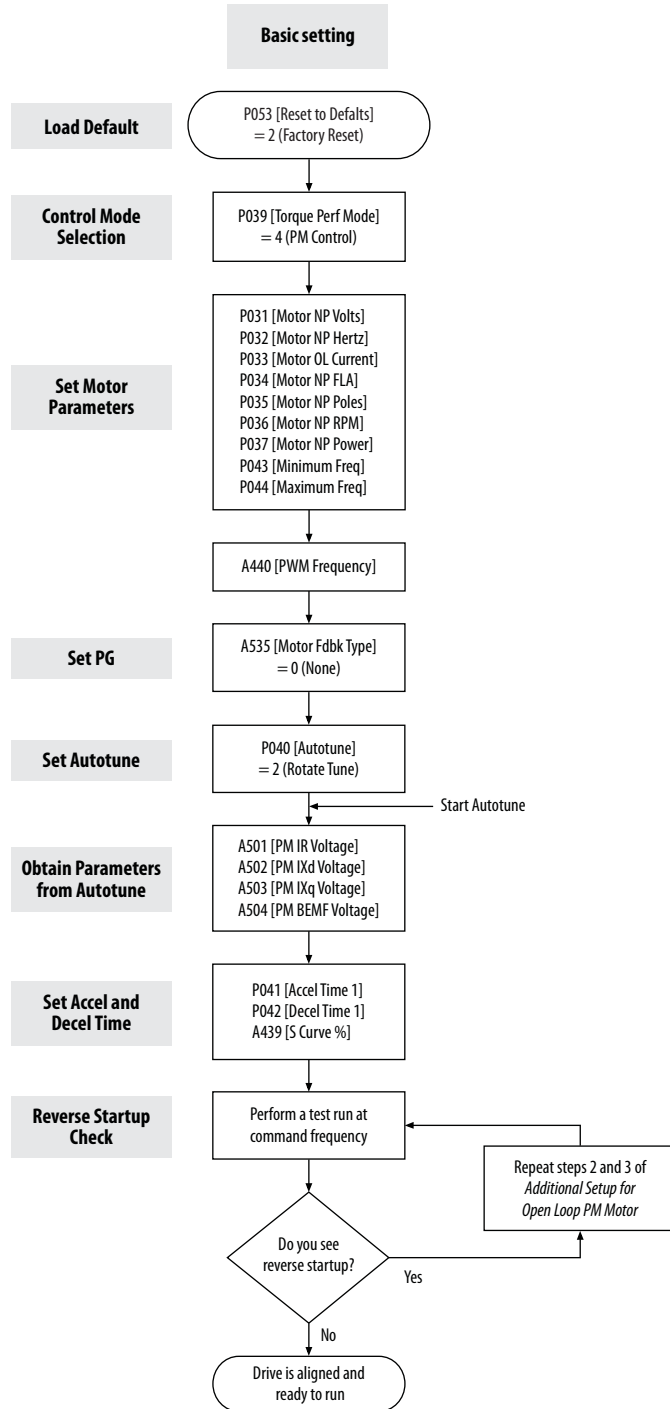 Basic setting
Load Default
P053 [Reset to Defalts]
= 2 (Factory Reset)
Control Mode
Selection
P039 [Torque Perf Mode]
= 4 (PM Control)
Set Motor
Parameters
P031 [Motor NP Volts]
P032 [Motor NP Hertz]
P033 [Motor OL Current]
P034 [Motor NP FLA]
P035 [Motor NP Poles]
P036 [Motor NP RPM]
P037 [Motor NP Power]
P043 [Minimum Freq]
P044 [Maximum Freq]
A440 [PWM Frequency]
Set PG
A535 [Motor Fdbk Type]
= 0 (None)
Set Autotune
P040 [Autotune]
= 2 (Rotate Tune)
Start Autotune
Obtain Parameters
from Autotune
A501 [PM IR Voltage]
A502 [PM IXd Voltage]
A503 [PM IXq Voltage]
A504 [PM BEMF Voltage]
Set Accel and
Decel Time
P041 [Accel Time 1]
P042 [Decel Time 1]
A439 [S Curve %]
Reverse Startup
Check
Perform a test run at
command frequency
Repeat steps 2 and 3 of
Additional Setup for
Open Loop PM Motor
Do you see
reverse startup?
Yes
No
Drive is aligned and
ready to run